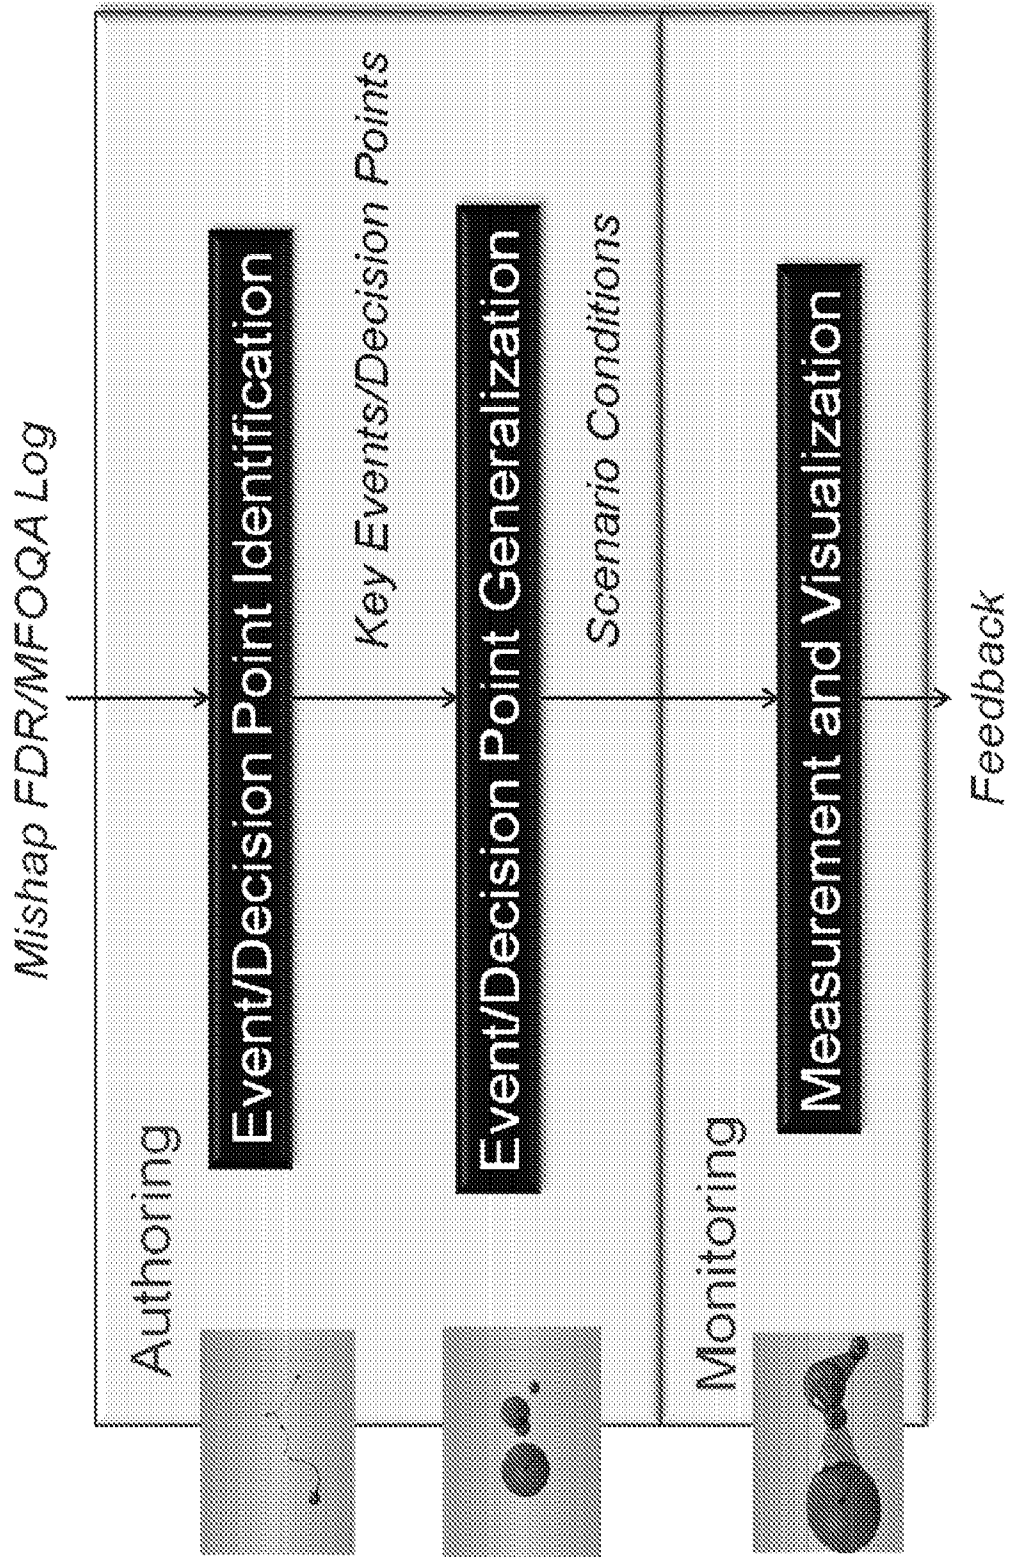 Mishap FDR/MFOQA Log
Authoring
Event/Decision Point Identification
Key Events/Decision Points
Event/Decision Point Generalization
Scenario Conditions
Monitoring
Measurement and Visualization
Feedback